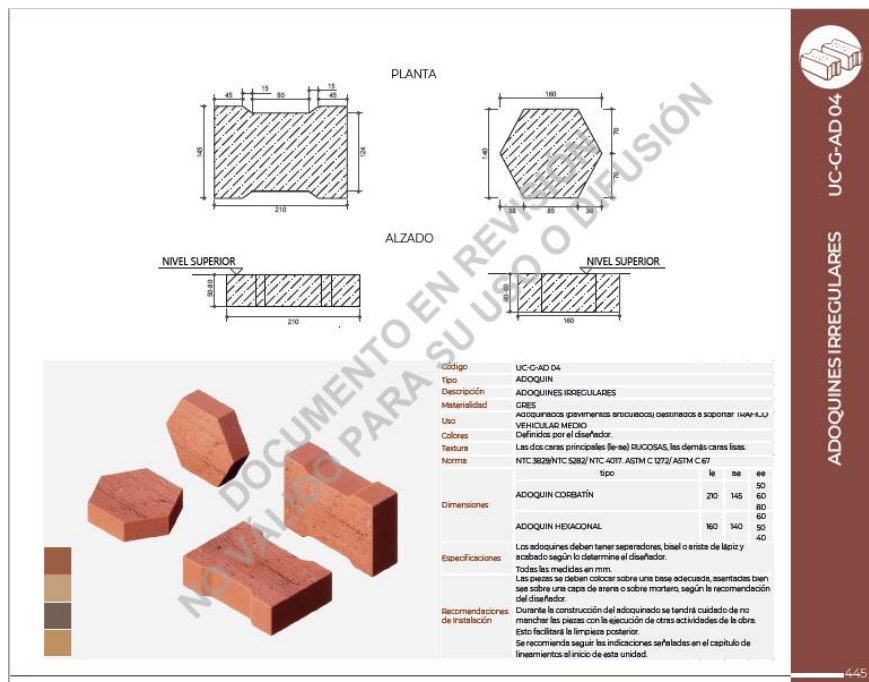 PLANTA
45
15
90
15
45
145
124
210
160
140
70
70
38
85
38
ALZADO
NIVEL SUPERIOR
50-80
210
NIVEL SUPERIOR
40-60
160
DOCUMENTO EN REVISIÓN
NO VÁLIDO PARA SU USO O DIFUSIÓN
Código UC-G-AD 04
Tipo ADOQUIN
Descripción ADOQUINES IRREGULARES
Materialidad GRES
Uso Adoquinados (pavimentos articulados) destinados a soportar TRÁFICO
VEHICULAR MEDIO
Colores Definidos por el diseñador.
Textura Las dos caras principales (le-ae) RUGOSAS, las demás caras lisas.
Norma NTC 3829/NTC 5282/ NTC 4017. ASTM C 1272/ ASTM C 67
Dimensiones
tipo le ae ee
ADOQUIN CORBATÍN 210 145 50
60
80
ADOQUIN HEXAGONAL 160 140 60
50
40
Especificaciones Los adoquines deben tener separadores, bisel o arista de lápiz y
acabado según lo determine el diseñador.
Todas las medidas en mm.
Recomendaciones
de Instalación
Las piezas se deben colocar sobre una base adecuada, asentadas bien
sea sobre una capa de arena o sobre mortero, según la recomendación
del diseñador.
Durante la construcción del adoquinado se tendrá cuidado de no
manchar las piezas con la ejecución de otras actividades de la obra.
Esto facilitará la limpieza posterior.
Se recomienda seguir las indicaciones señaladas en el capitulo de
lineamientos al inicio de esta unidad.
ADOQUINES IRREGULARES UC-G-AD 04
445